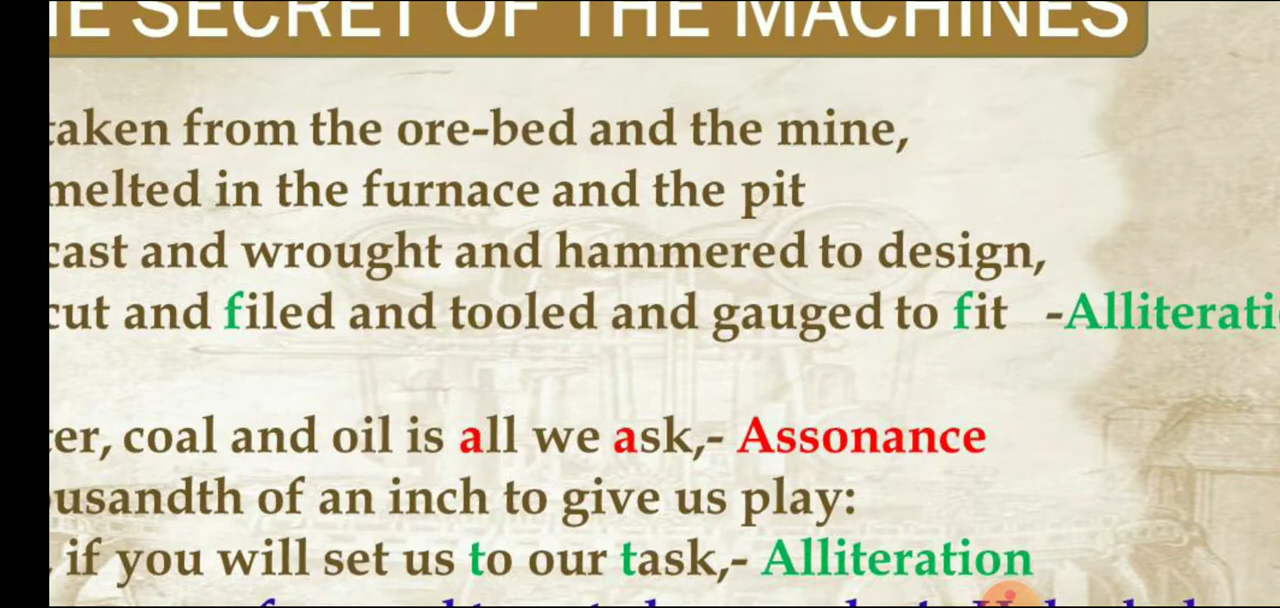 SECRET OF THE MACHINES
taken from the ore-bed and the mine,
melted in the furnace and the pit
cast and wrought and hammered to design,
cut and filed and tooled and gauged to fit -Alliterati
coal and oil is all we ask,- Assonance
of an inch to give us play:
if you will set us to our task,- Alliteration